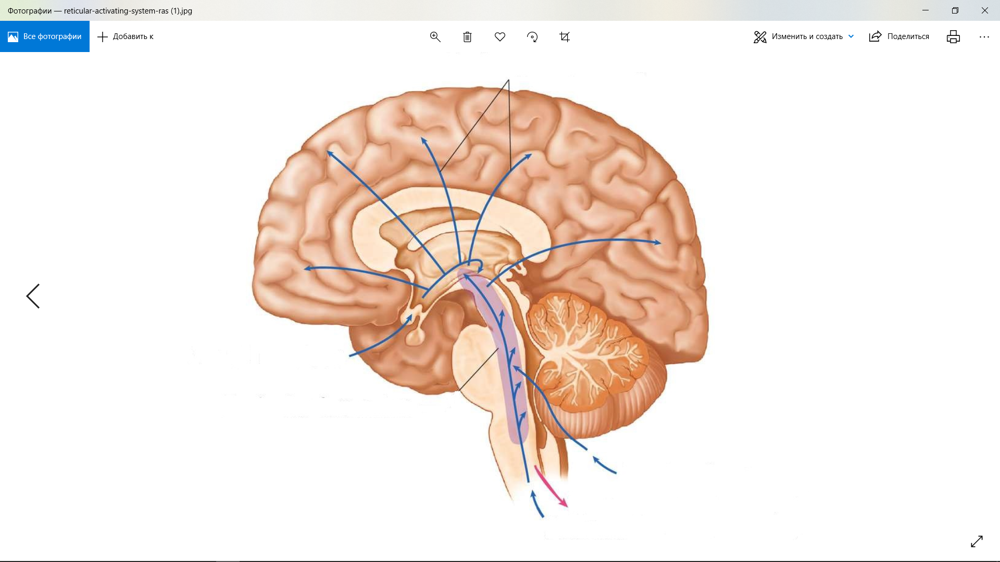 Фотографии — reticular-activating-system-ras (1).jpg
Все фотографии
Добавить к
Изменить и создать
Поделиться